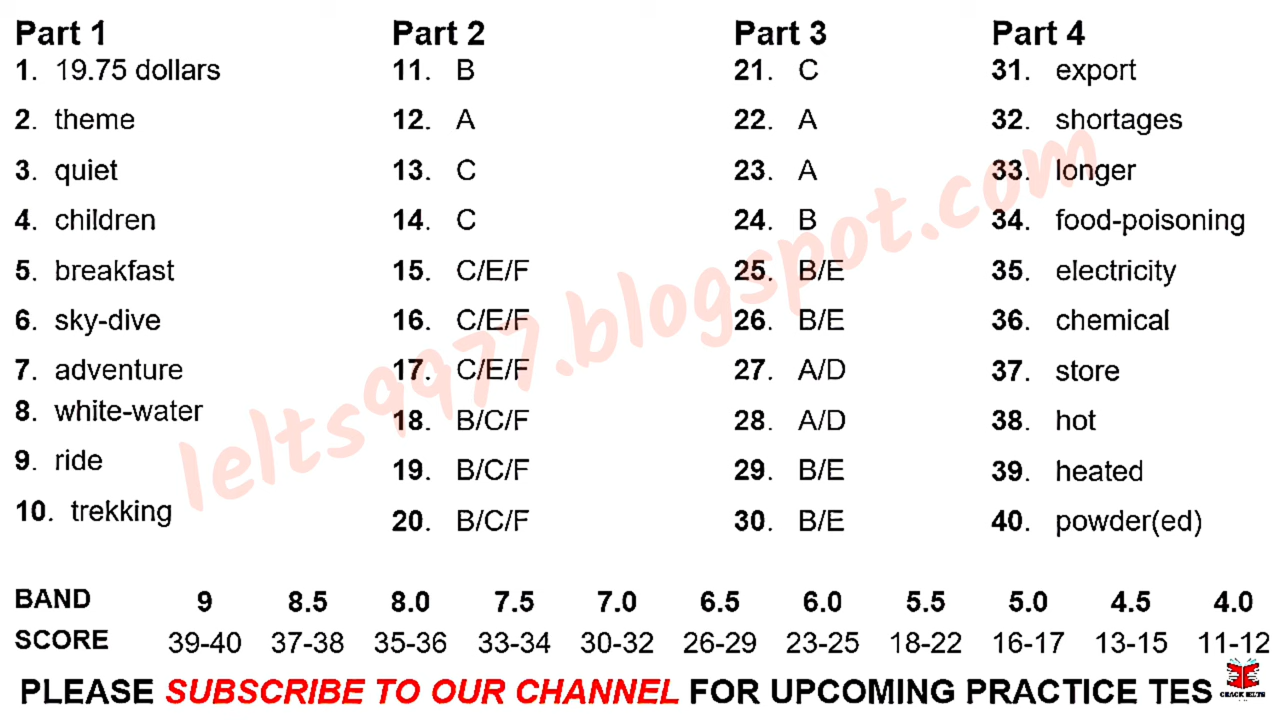 Part 1
1. 19.75 dollars
2. theme
3. quiet
4. children
5. breakfast
6. sky-dive
7. adventure
8. white-water
9. ride
10. trekking
Part 2
11. B
12. A
13. C
14. C
15. C/E/F
16. C/E/F
17. C/E/F
18. B/C/F
19. B/C/F
20. B/C/F
Part 3
21. C
22. A
23. A
24. B
25. B/E
26. B/E
27. A/D
28. A/D
29. B/E
30. B/E
Part 4
31. export
32. shortages
33. longer
34. food-poisoning
35. electricity
36. chemical
37. store
38. hot
39. heated
40. powder(ed)
Ielts9977.blogspot.com
BAND 9 8.5 8.0 7.5 7.0 6.5 6.0 5.5 5.0 4.5 4.0
SCORE 39-40 37-38 35-36 33-34 30-32 26-29 23-25 18-22 16-17 13-15 11-12
PLEASE SUBSCRIBE TO OUR CHANNEL FOR UPCOMING PRACTICE TES
CRACK IELTS